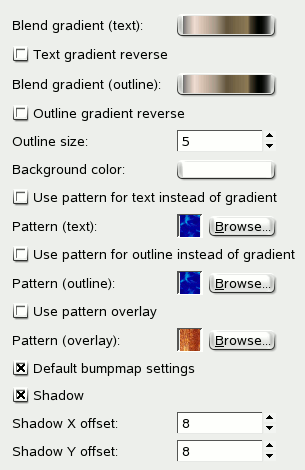 Blend gradient (text):
Text gradient reverse
Blend gradient (outline):
Outline gradient reverse
Outline size: 5
Background color:
Use pattern for text instead of gradient
Pattern (text): Browse...
Use pattern for outline instead of gradient
Pattern (outline): Browse...
Use pattern overlay
Pattern (overlay): Browse...
Default bumpmap settings
Shadow
Shadow X offset: 8
Shadow Y offset: 8